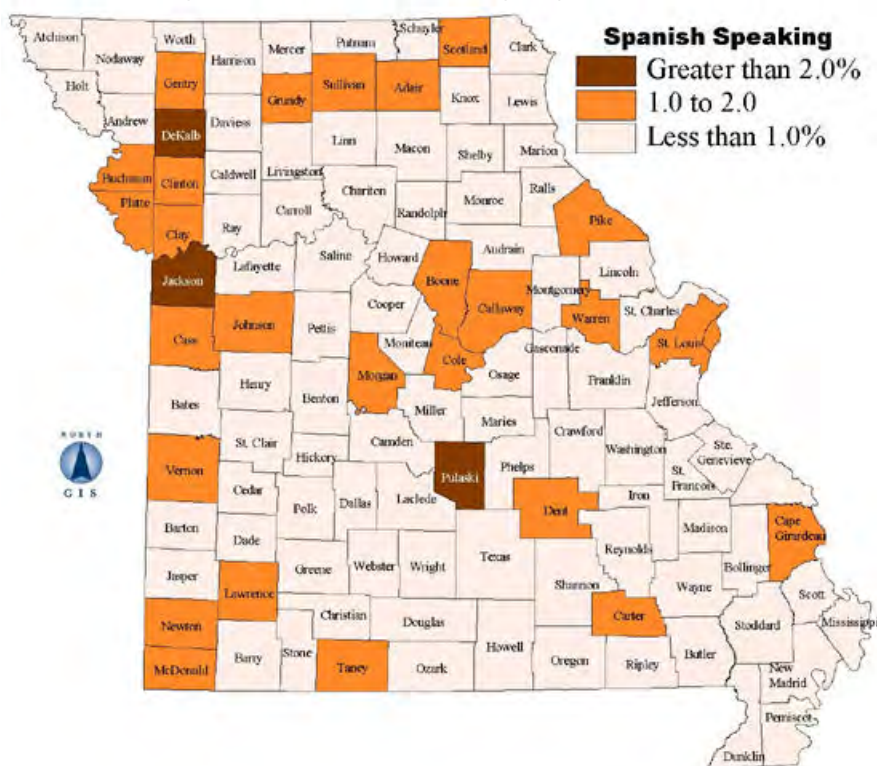 Spanish Speaking
Greater than 2.0%
1.0 to 2.0
Less than 1.0%
Atchison
Nodaway
Worth
Harrison
Mercer
Putnam
Schuyler
Scotland
Clark
Holt
Gentry
Grundy
Sullivan
Adair
Knox
Lewis
Andrew
DeKalb
Daviess
Linn
Macon
Shelby
Marion
Buchanan
Clinton
Caldwell
Livingston
Chariton
Randolph
Monroe
Ralls
Platte
Clay
Ray
Carroll
Pike
Audrain
Saline
Howard
Boone
Callaway
Montgomery
Lincoln
Jackson
Lafayette
Cooper
Warren
St. Charles
St. Louis
Cass
Johnson
Pettis
Moniteau
Cole
Osage
Gasconade
Franklin
Morgan
Jefferson
Bates
Henry
Benton
Miller
Maries
Crawford
Washington
Ste.
Genevieve
St.
Francois
St. Clair
Hickory
Camden
Pulaski
Phelps
Iron
Vernon
Cedar
Polk
Dallas
Laclede
Dent
Reynolds
Madison
Cape
Girardeau
Bollinger
Barton
Dade
Texas
Jasper
Greene
Webster
Wright
Shannon
Wayne
Scott
Lawrence
Christian
Douglas
Carter
Stoddard
Mississippi
Newton
Howell
Butler
McDonald
Barry
Stone
Taney
Ozark
Oregon
Ripley
New
Madrid
Pemiscot
Dunklin
NORTH
GIS